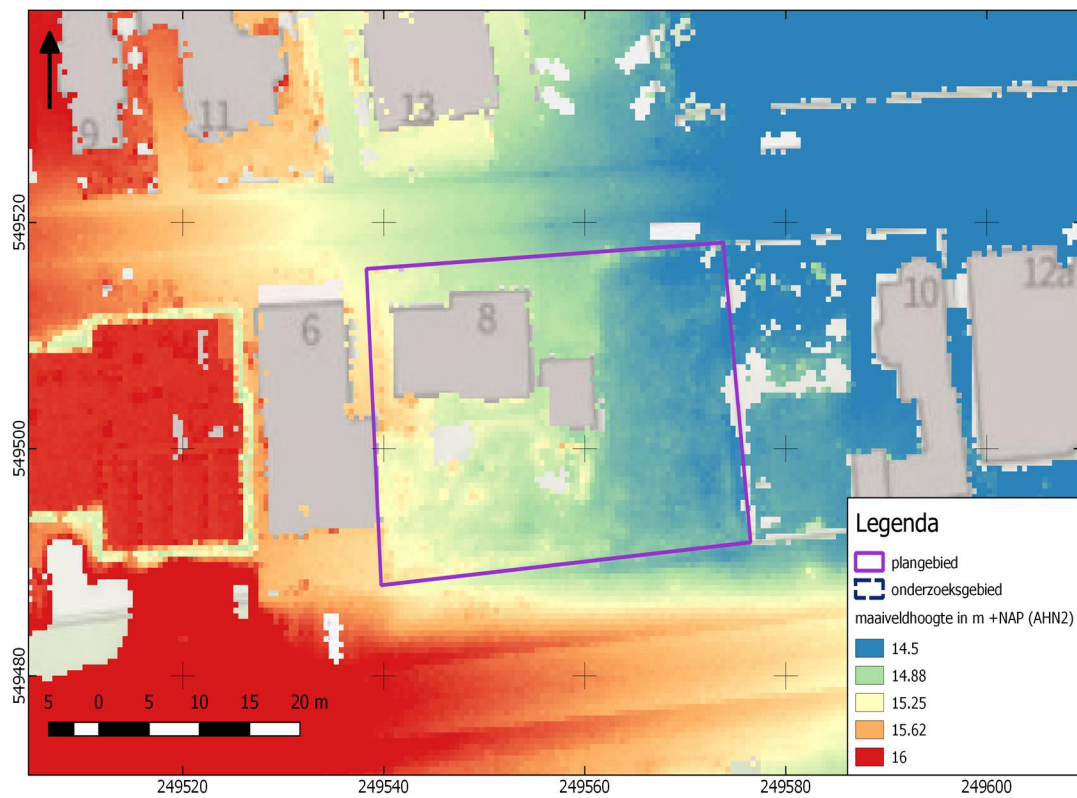 9
11
13
549520
6
8
10
12a
549500
Legenda
plangebied
onderzoeksgebied
maaiveldhoogte in m +NAP (AHN2)
14.5
14.88
15.25
15.62
16
549480
5 0 5 10 15 20 m
249520 249540 249560 249580 249600